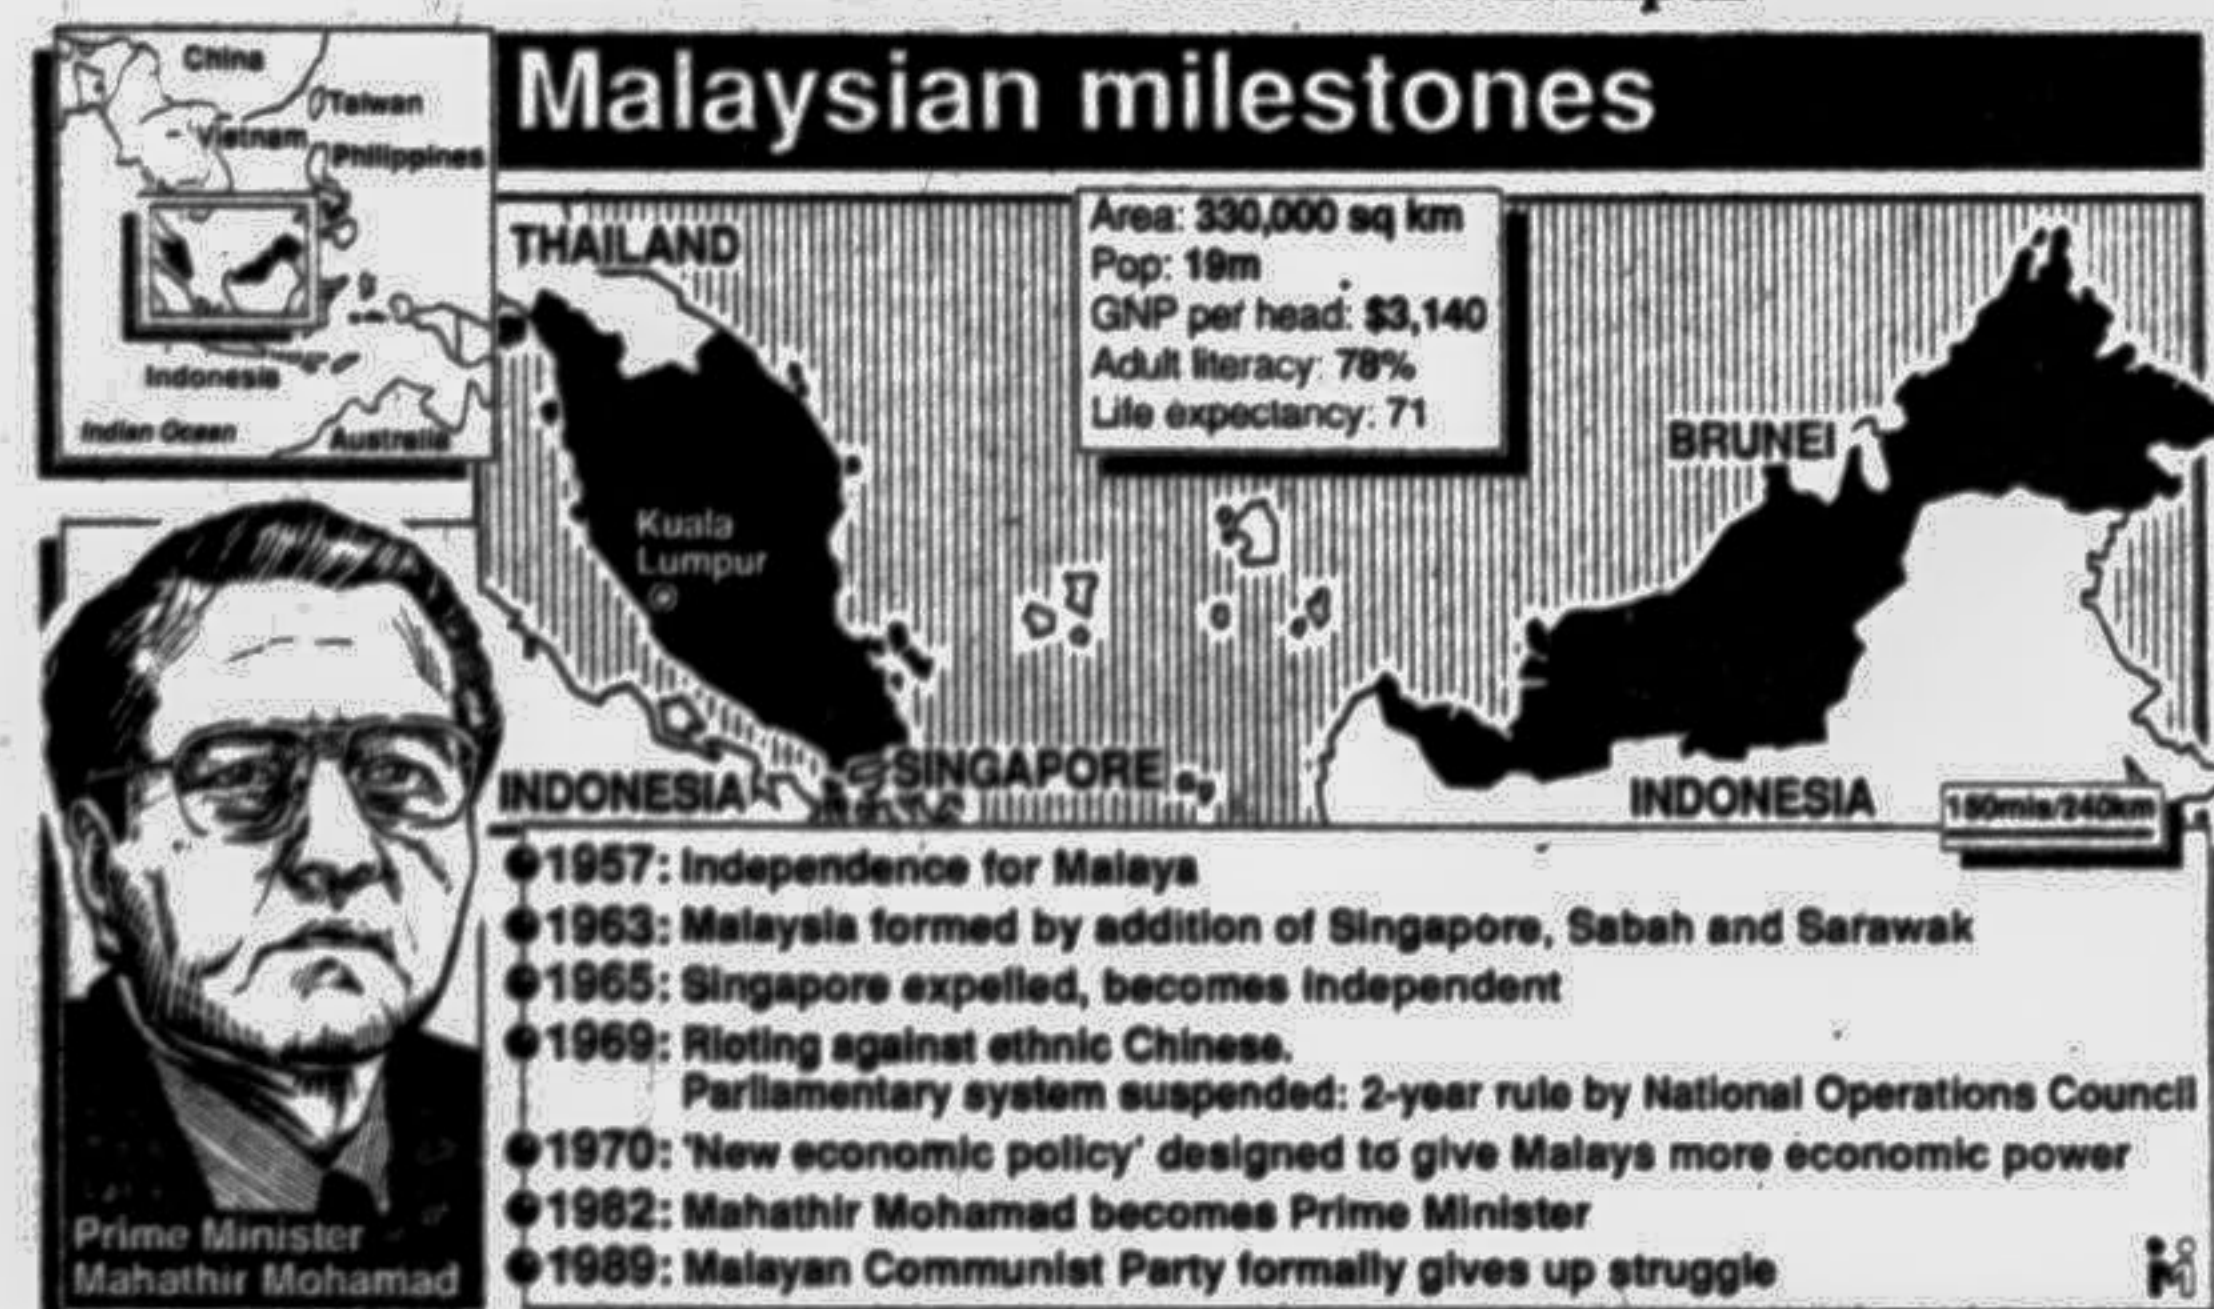 Malaysian milestones
China
Taiwan
Vietnam
Philippines
Indonesia
Indian Ocean
Australia
THAILAND
Area: 330,000 sq km
Pop: 19m
GNP per head: $3,140
Adult literacy: 78%
Life expectancy: 71
BRUNEI
Kuala
Lumpur
SINGAPORE
INDONESIA
INDONESIA
150mls/240km
1957: Independence for Malaya
1963: Malaysia formed by addition of Singapore, Sabah and Sarawak
1965: Singapore expelled, becomes independent
1969: Rioting against ethnic Chinese.
Parliamentary system suspended: 2-year rule by National Operations Council
1970: 'New economic policy' designed to give Malays more economic power
1982: Mahathir Mohamad becomes Prime Minister
1989: Malayan Communist Party formally gives up struggle
Prime Minister
Mahathir Mohamad